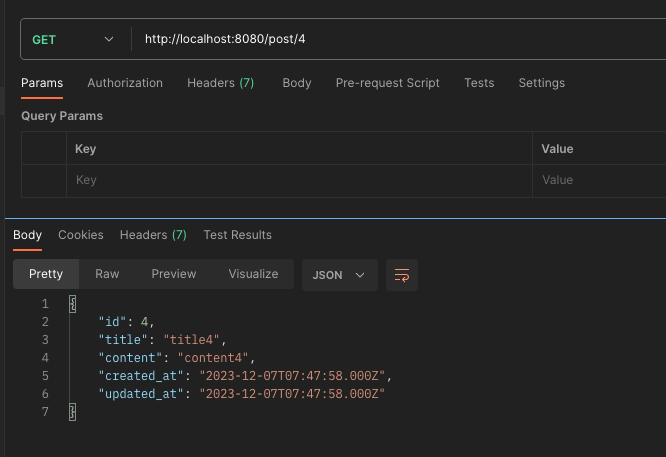 GET http://localhost:8080/post/4
Params Authorization Headers (7) Body Pre-request Script Tests Settings
Query Params
Key Value
Key Value
Body Cookies Headers (7) Test Results
Pretty Raw Preview Visualize JSON
1 {
2 "id": 4,
3 "title": "title4",
4 "content": "content4",
5 "created_at": "2023-12-07T07:47:58.000Z",
6 "updated_at": "2023-12-07T07:47:58.000Z"
7 }